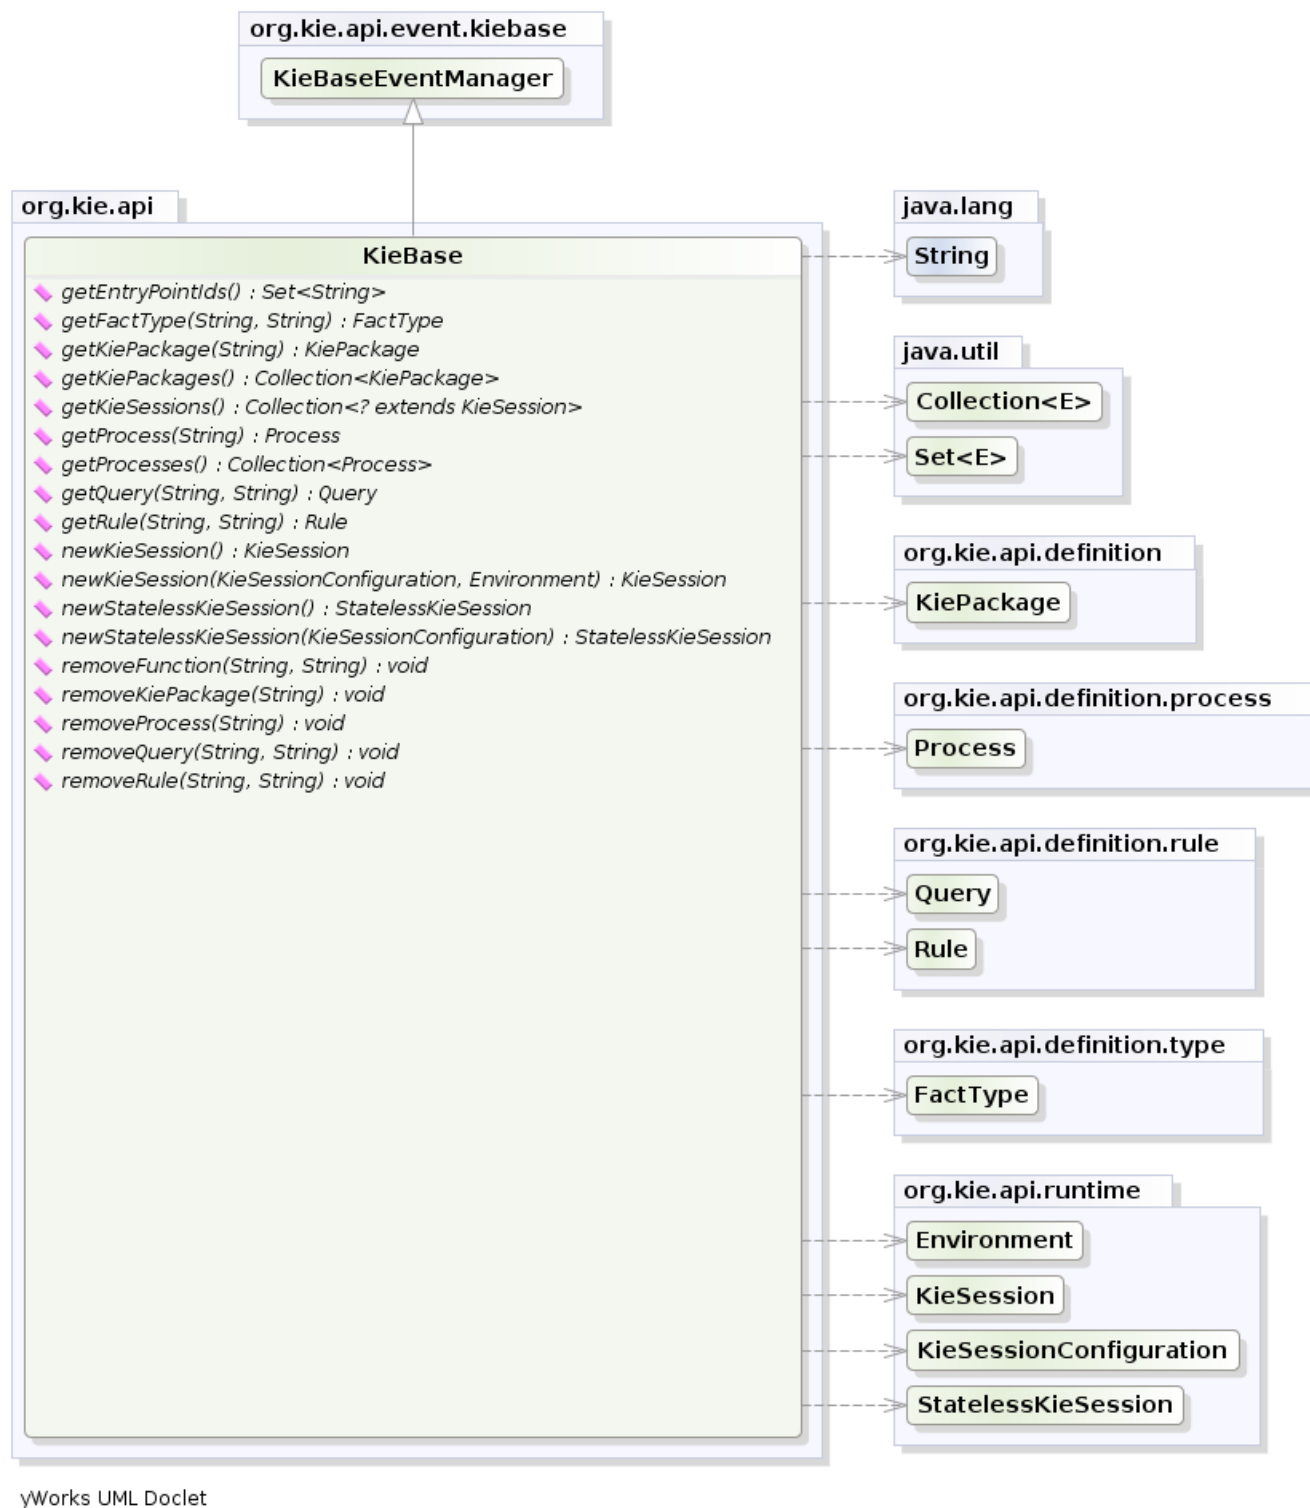 org.kie.api.event.kiebase
KieBaseEventManager
org.kie.api
KieBase
getEntryPointIds() : Set<String>
getFactType(String, String) : FactType
getKiePackage(String) : KiePackage
getKiePackages() : Collection<KiePackage>
getKieSessions() : Collection<? extends KieSession>
getProcess(String) : Process
getProcesses() : Collection<Process>
getQuery(String, String) : Query
getRule(String, String) : Rule
newKieSession() : KieSession
newKieSession(KieSessionConfiguration, Environment) : KieSession
newStatelessKieSession() : StatelessKieSession
newStatelessKieSession(KieSessionConfiguration) : StatelessKieSession
removeFunction(String, String) : void
removeKiePackage(String) : void
removeProcess(String) : void
removeQuery(String, String) : void
removeRule(String, String) : void
java.lang
String
java.util
Collection<E>
Set<E>
org.kie.api.definition
KiePackage
org.kie.api.definition.process
Process
org.kie.api.definition.rule
Query
Rule
org.kie.api.definition.type
FactType
org.kie.api.runtime
Environment
KieSession
KieSessionConfiguration
StatelessKieSession
yWorks UML Doclet